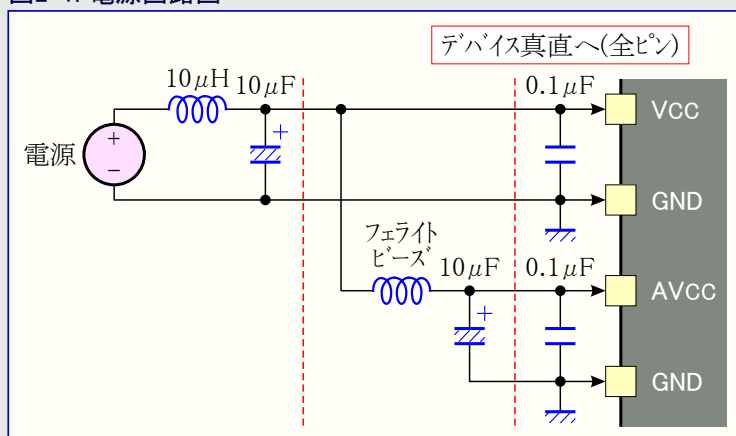 デバイス真直へ(全ピン)
10μH
10μF
0.1μF
VCC
+
+
電源
−
GND
フェライト
ビーズ
10μF
0.1μF
AVCC
+
GND